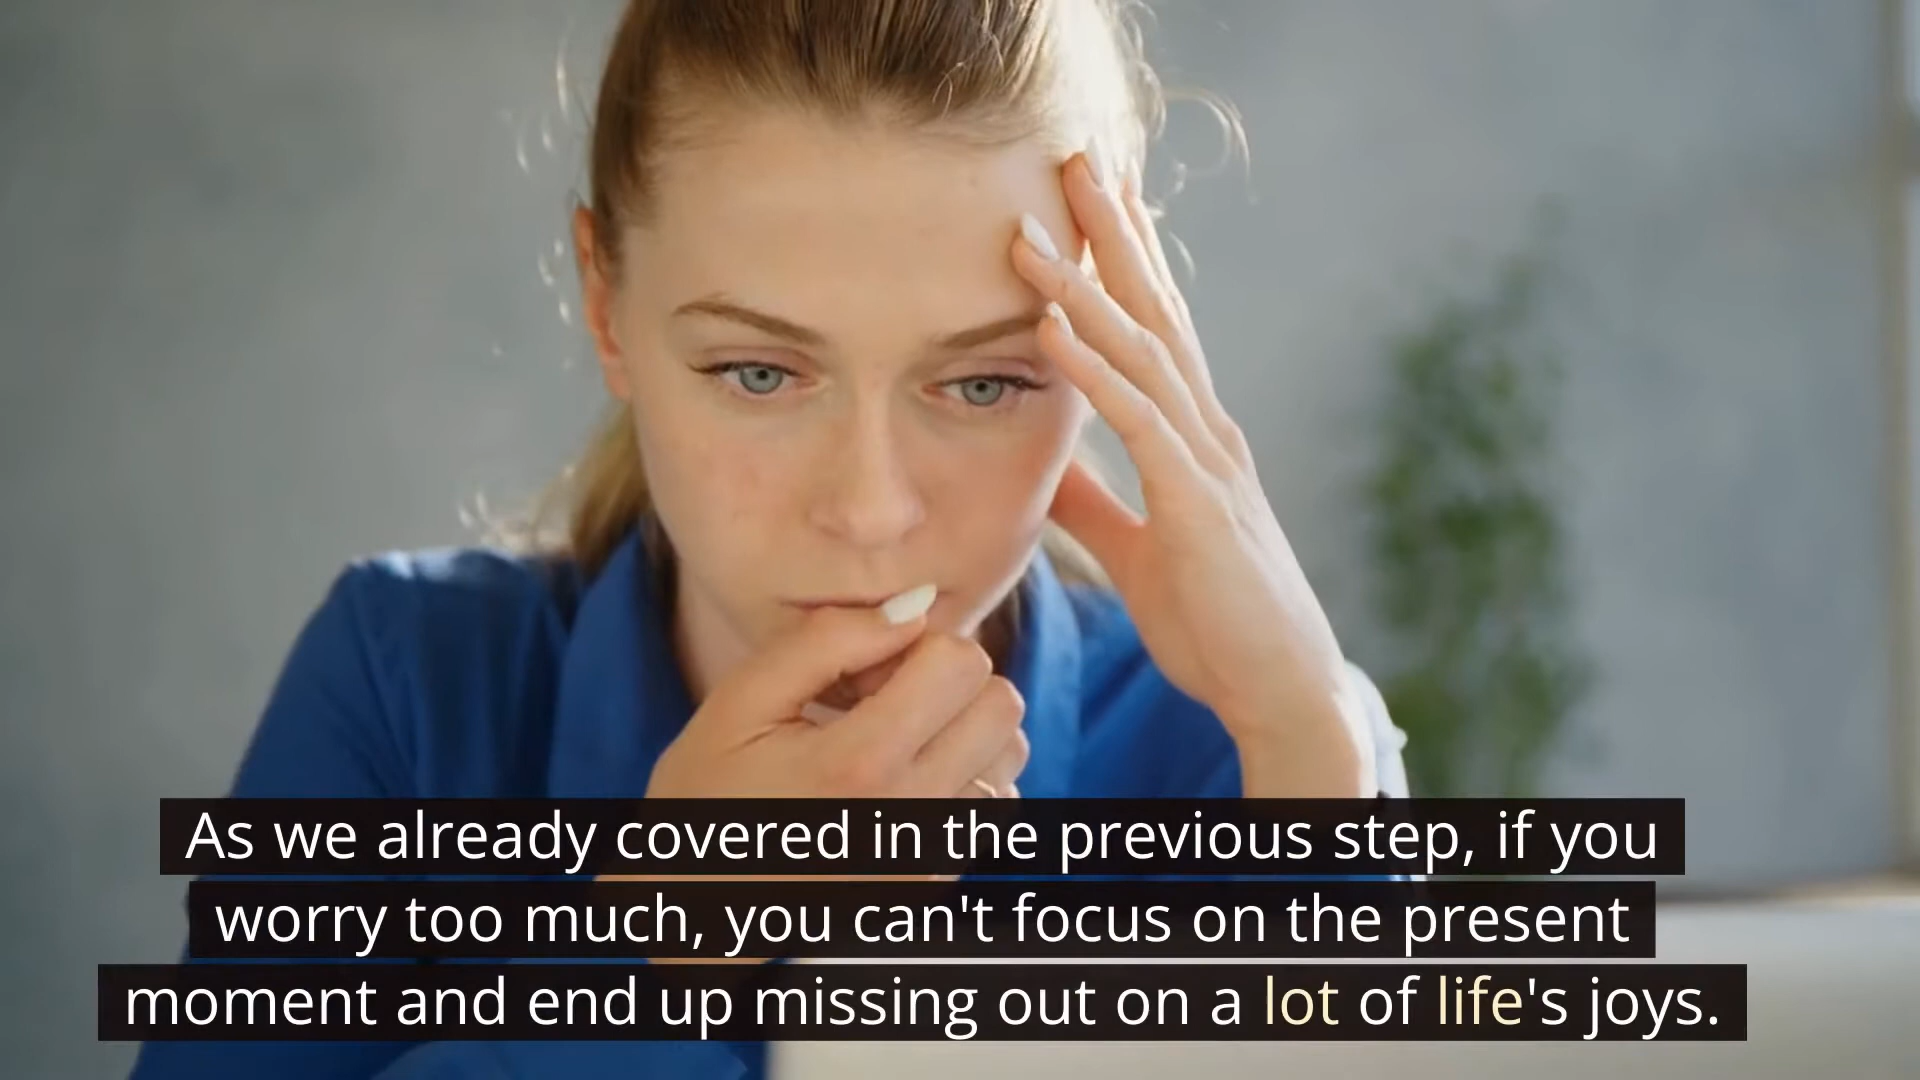 As we already covered in the previous step, if you
worry too much, you can't focus on the present
moment and end up missing out on a lot of life's joys.